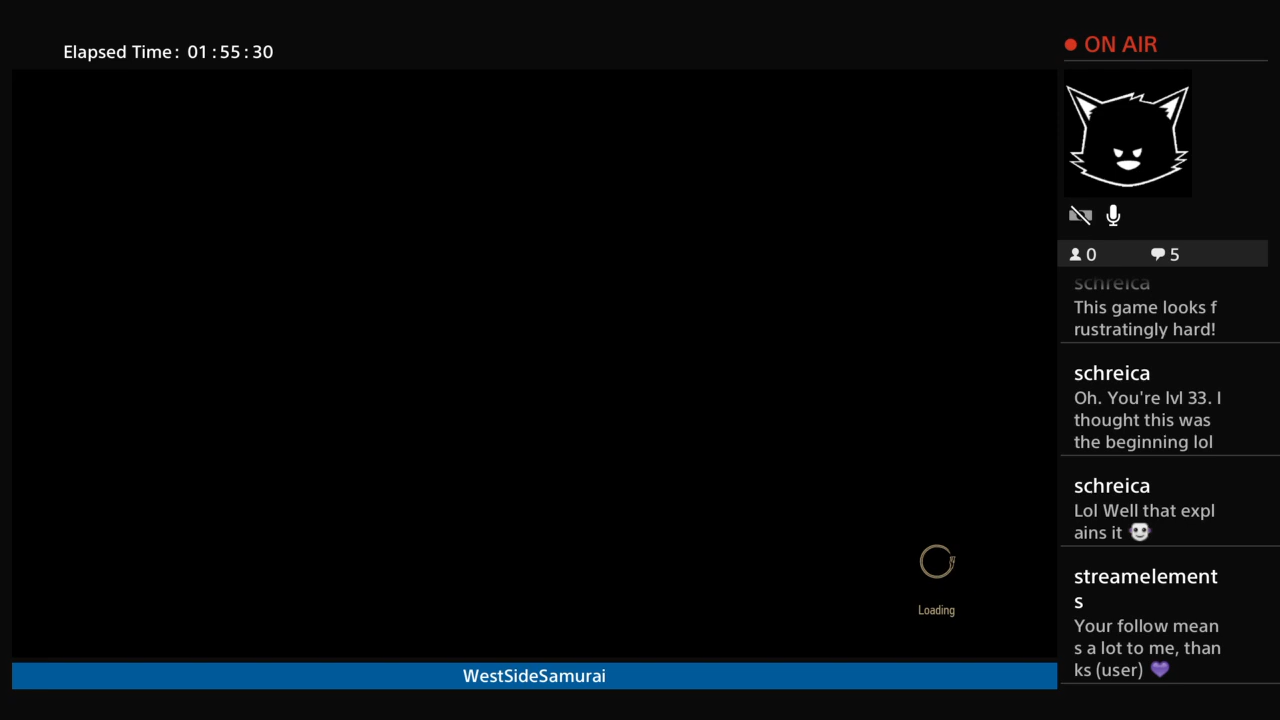 Elapsed Time: 01:55:30
ON AIR
0
5
schreica
This game looks f
rustratingly hard!
schreica
Oh. You're lvl 33. I
thought this was
the beginning lol
schreica
Lol Well that expl
ains it
streamelement
s
Your follow mean
s a lot to me, than
ks (user) 💜
Loading
WestSideSamurai